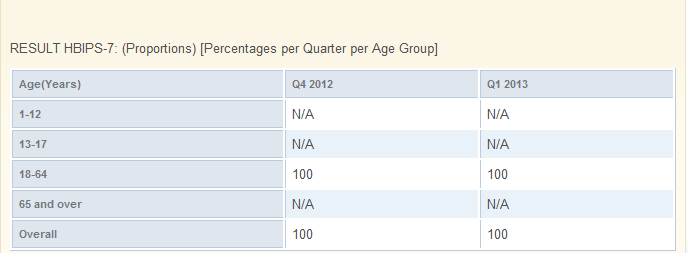 RESULT HBIPS-7: (Proportions) [Percentages per Quarter per Age Group]
Age(Years) Q4 2012 Q1 2013
1-12 N/A N/A
13-17 N/A N/A
18-64 100 100
65 and over N/A N/A
Overall 100 100